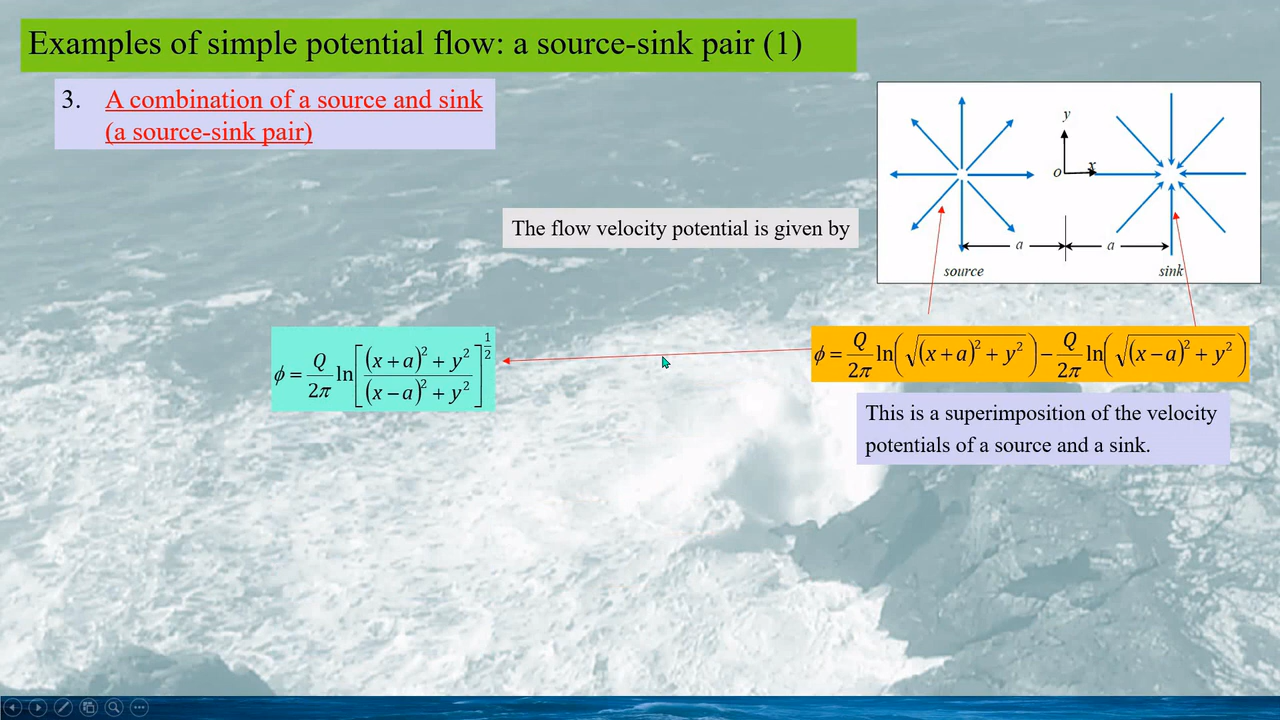 Examples of simple potential flow: a source-sink pair (1)
3. A combination of a source and sink
(a source-sink pair)
y
o
x
a
a
source
sink
The flow velocity potential is given by
ϕ = Q/2π ln[((x + a)² + y²)/((x − a)² + y²)]^(1/2)
ϕ = Q/2π ln(√((x + a)² + y²)) − Q/2π ln(√((x − a)² + y²))
This is a superimposition of the velocity
potentials of a source and a sink.